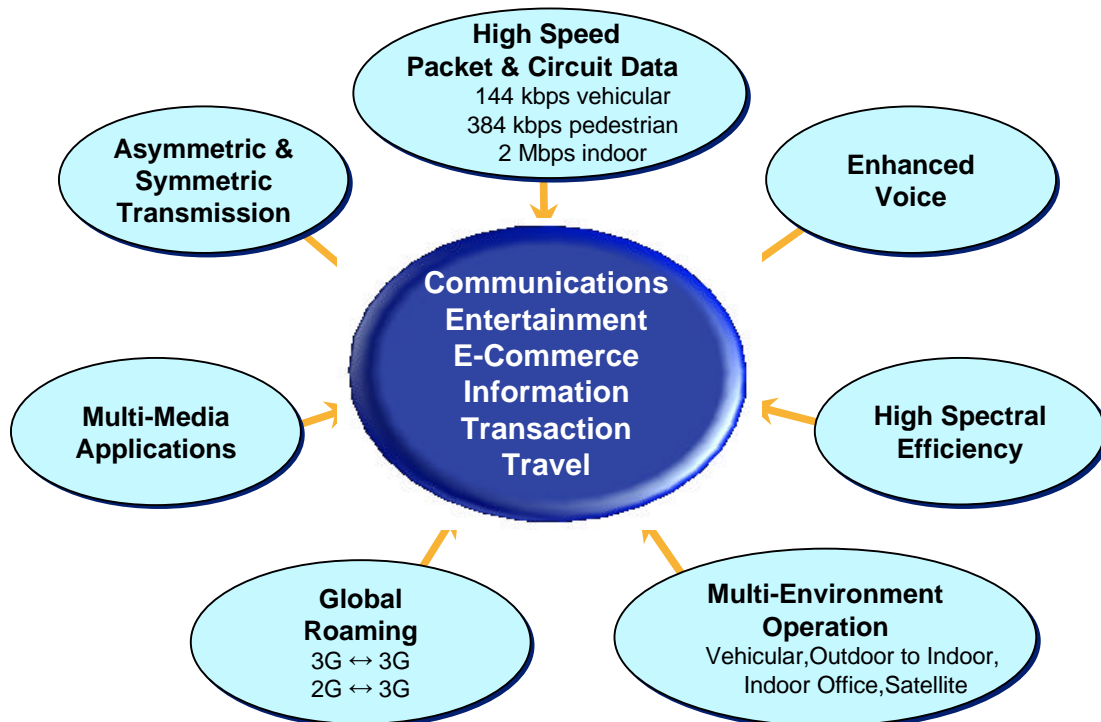 High Speed
Packet & Circuit Data
144 kbps vehicular
384 kbps pedestrian
2 Mbps indoor
Asymmetric &
Symmetric
Transmission
Enhanced
Voice
Communications
Entertainment
E-Commerce
Information
Transaction
Travel
Multi-Media
Applications
High Spectral
Efficiency
Global
Roaming
3G ↔ 3G
2G ↔ 3G
Multi-Environment
Operation
Vehicular,Outdoor to Indoor,
Indoor Office,Satellite